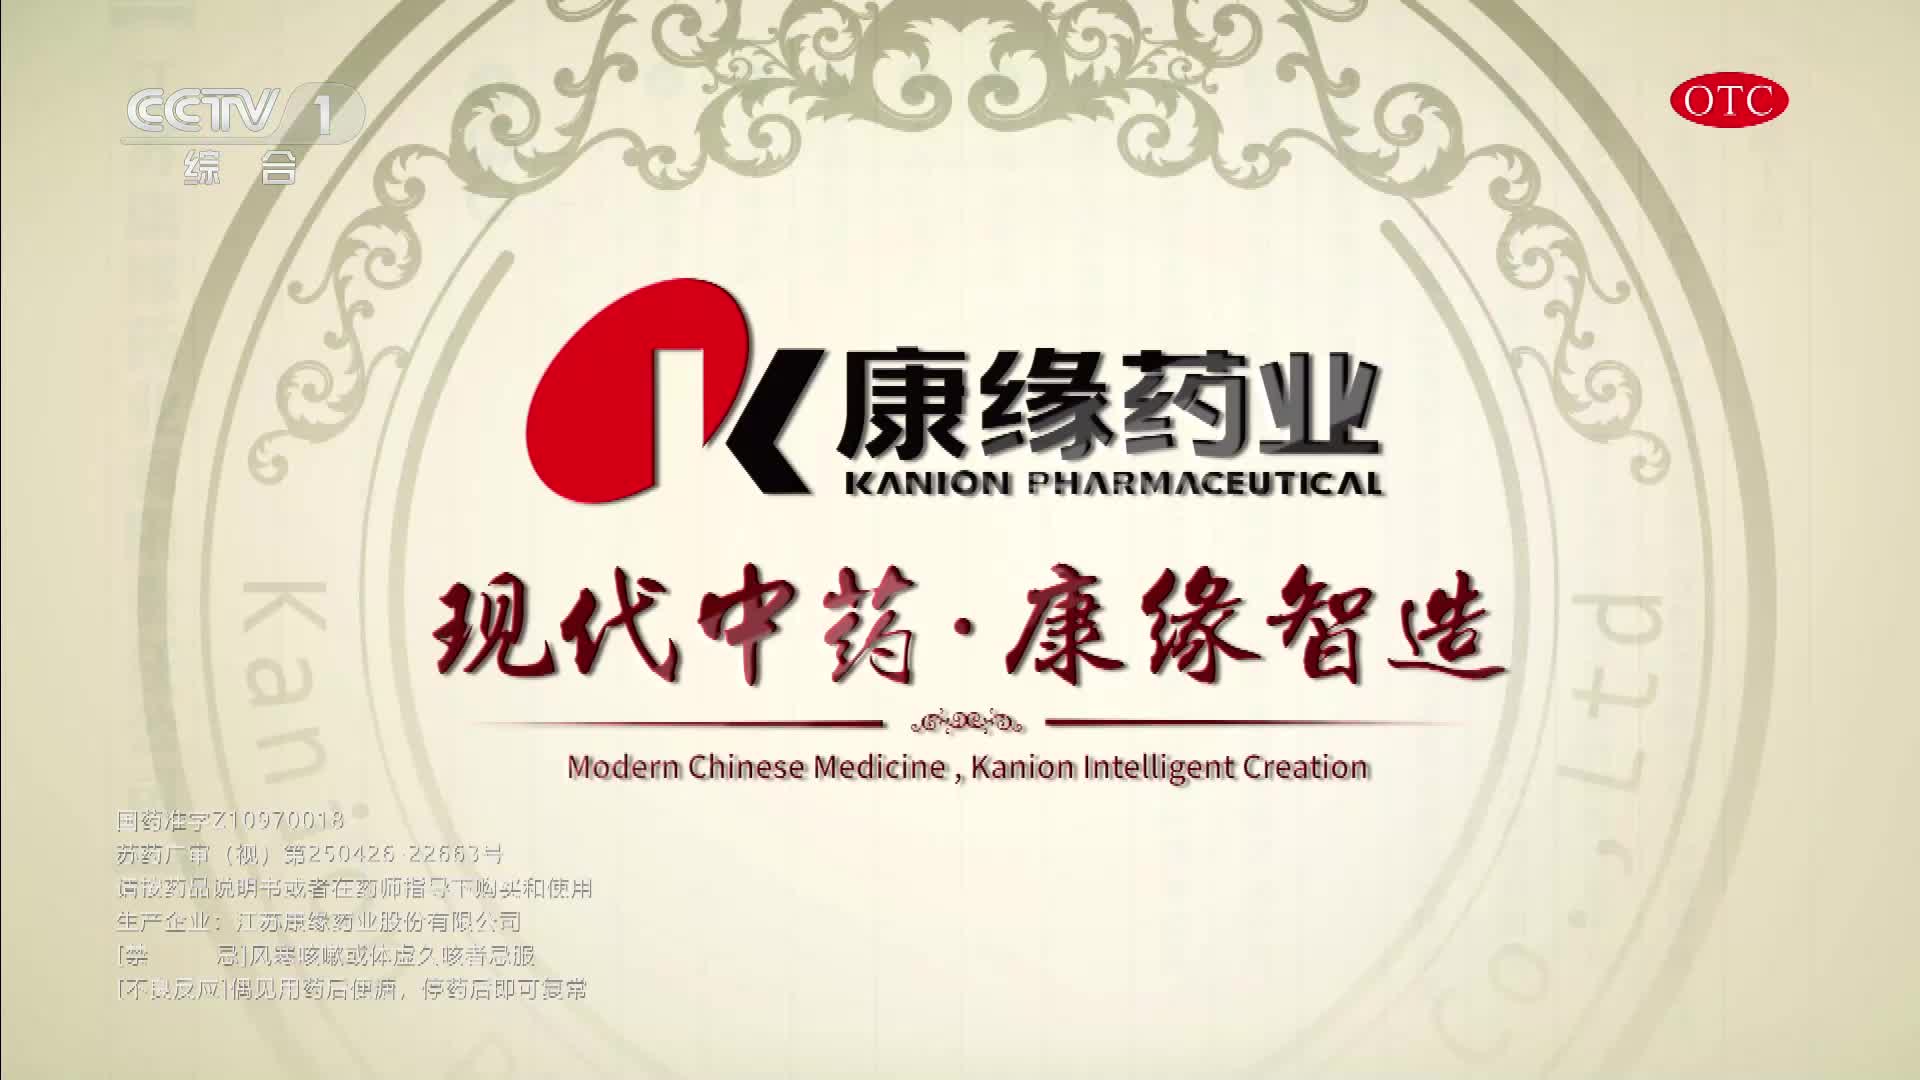 CCTV 1
综 合
OTC
康缘药业
KANION PHARMACEUTICAL
现代中药·康缘智造
Modern Chinese Medicine , Kanion Intelligent Creation
国药准字Z10970018
苏药广审（视）第250426-22663号
请按药品说明书或者在药师指导下购买和使用
生产企业：江苏康缘药业股份有限公司
[禁 忌]风寒咳嗽或体虚久咳者忌服
[不良反应]偶见用药后便溏，停药后即可复常